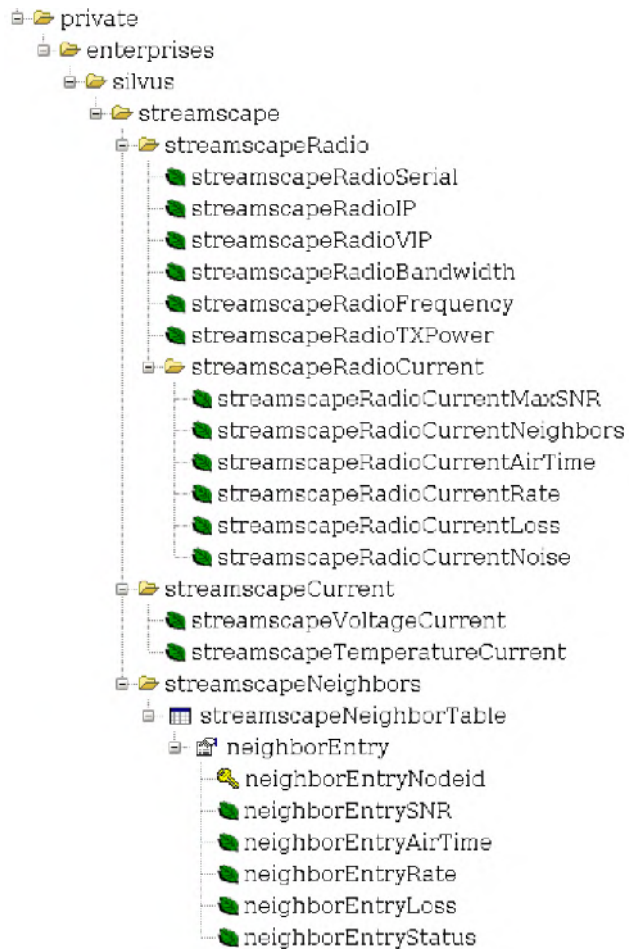 private
enterprises
silvus
streamscape
streamscapeRadio
streamscapeRadioSerial
streamscapeRadioIP
streamscapeRadioVIP
streamscapeRadioBandwidth
streamscapeRadioFrequency
streamscapeRadioTXPower
streamscapeRadioCurrent
streamscapeRadioCurrentMaxSNR
streamscapeRadioCurrentNeighbors
streamscapeRadioCurrentAirTime
streamscapeRadioCurrentRate
streamscapeRadioCurrentLoss
streamscapeRadioCurrentNoise
streamscapeCurrent
streamscapeVoltageCurrent
streamscapeTemperatureCurrent
streamscapeNeighbors
streamscapeNeighborTable
neighborEntry
neighborEntryNodeid
neighborEntrySNR
neighborEntryAirTime
neighborEntryRate
neighborEntryLoss
neighborEntryStatus